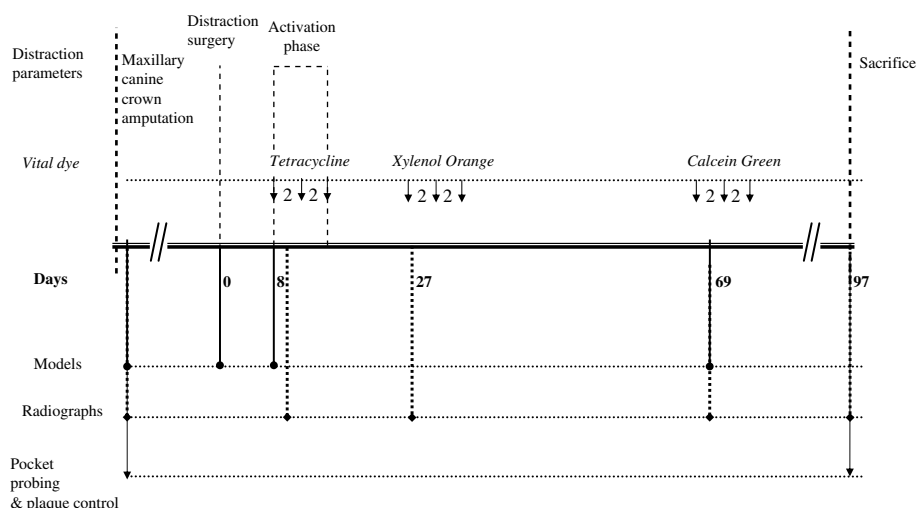 Distraction
surgery
Activation
phase
Distraction
parameters
Maxillary
canine
crown
amputation
Sacrifice
Vital dye
Tetracycline
Xylenol Orange
Calcein Green
2 2
2 2
2 2
Days
0
8
27
69
97
Models
Radiographs
Pocket
probing
& plaque control